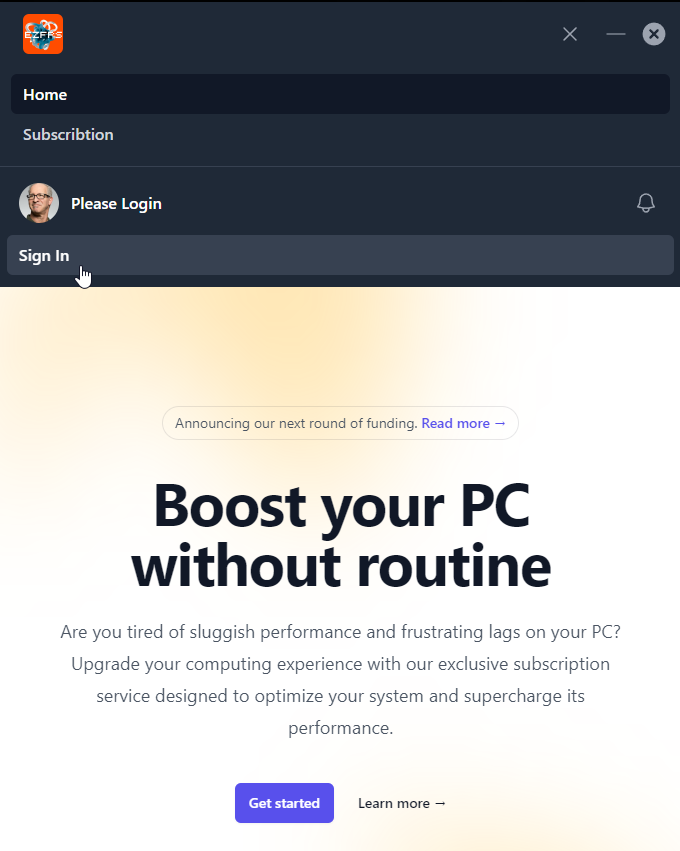 EZFPS
Home
Subscribtion
Please Login
Sign In
Announcing our next round of funding. Read more →
Boost your PC
without routine
Are you tired of sluggish performance and frustrating lags on your PC?
Upgrade your computing experience with our exclusive subscription
service designed to optimize your system and supercharge its
performance.
Get started Learn more →